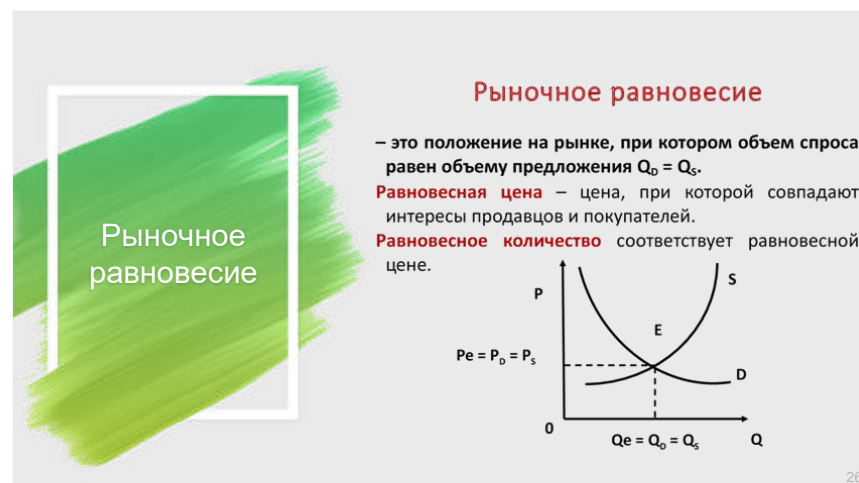 Рыночное
равновесие
Рыночное равновесие
– это положение на рынке, при котором объем спроса
равен объему предложения Q_D = Q_S.
Равновесная цена – цена, при которой совпадают
интересы продавцов и покупателей.
Равновесное количество соответствует равновесной
цене.
S
P
E
Pe = P_D = P_S
D
0
Qe = Q_D = Q_S
Q
26